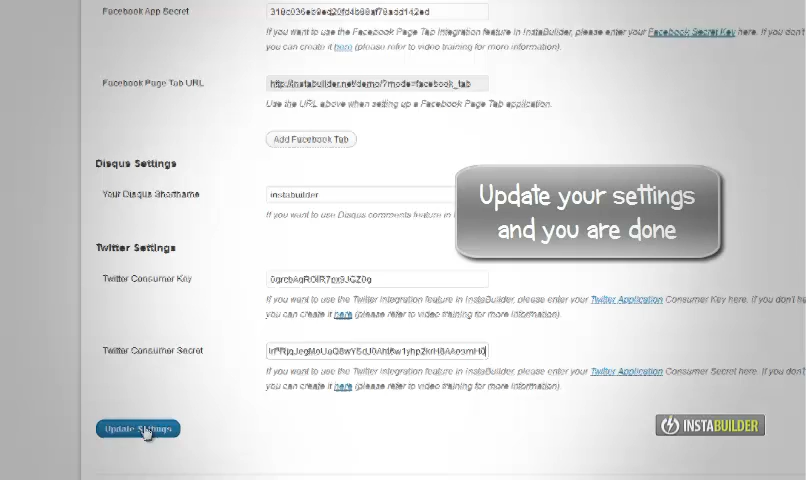 Facebook App Secret
If you want to use the Facebook Page Tab Integration feature in InstaBuilder, please enter your Facebook Secret Key here. If you don't
you can create it here (please refer to video training for more information).
Facebook Page Tab URL
http://instabuilder.net/demo/?mode=facebook_tab
Use the URL above when setting up a Facebook Page Tab application.
Add Facebook Tab
Disqus Settings
Your Disqus Shortname
instabuilder
If you want to use Disqus comments feature in
Update your settings
and you are done
Twitter Settings
Twitter Consumer Key
If you want to use the Twitter Integration feature in InstaBuilder, please enter your Twitter Application Consumer Key here. If you don't
you can create it here (please refer to video training for more information).
Twitter Consumer Secret
If you want to use the Twitter Integration feature in InstaBuilder, please enter your Twitter Application Consumer Secret here. If you
you can create it here (please refer to video training for more information).
Update Settings
INSTABUILDER